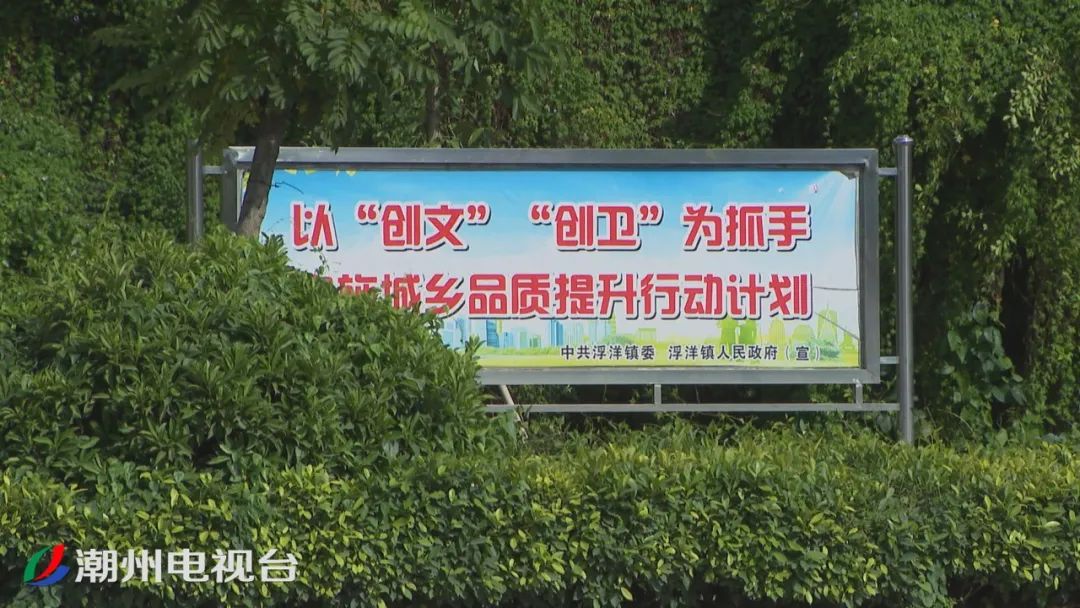 以“创文” “创卫”为抓手
施城乡品质提升行动计划
中共浮洋镇委 浮洋镇人民政府（宣）
潮州电视台